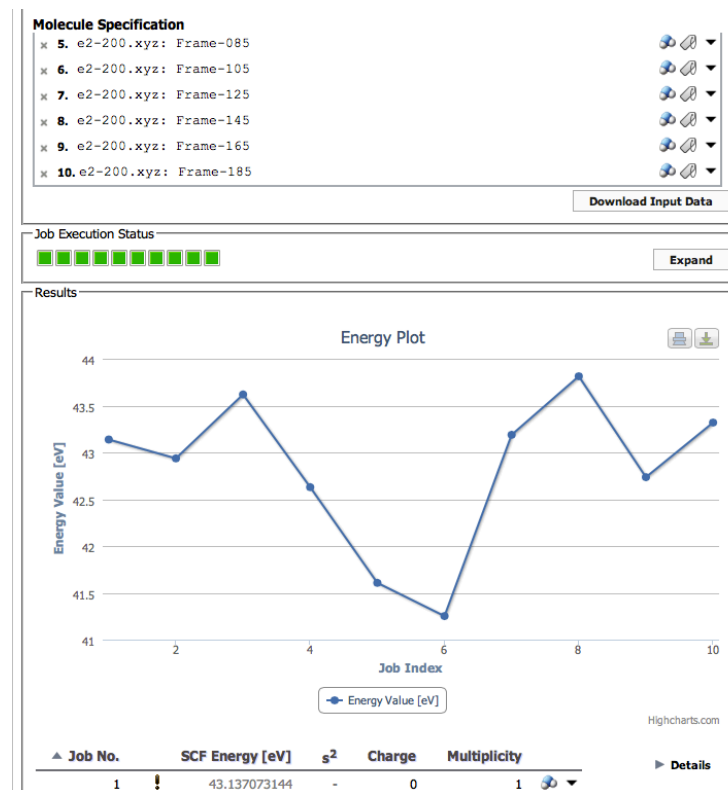 Molecule Specification
× 5. e2-200.xyz: Frame-085
× 6. e2-200.xyz: Frame-105
× 7. e2-200.xyz: Frame-125
× 8. e2-200.xyz: Frame-145
× 9. e2-200.xyz: Frame-165
× 10. e2-200.xyz: Frame-185
Download Input Data
Job Execution Status
Expand
Results
Energy Plot
44
43.5
43
42.5
42
41.5
41
Energy Value [eV]
2 4 6 8 10
Job Index
Energy Value [eV]
Highcharts.com
Job No. SCF Energy [eV] s² Charge Multiplicity
Details
1 ! 43.137073144 - 0 1